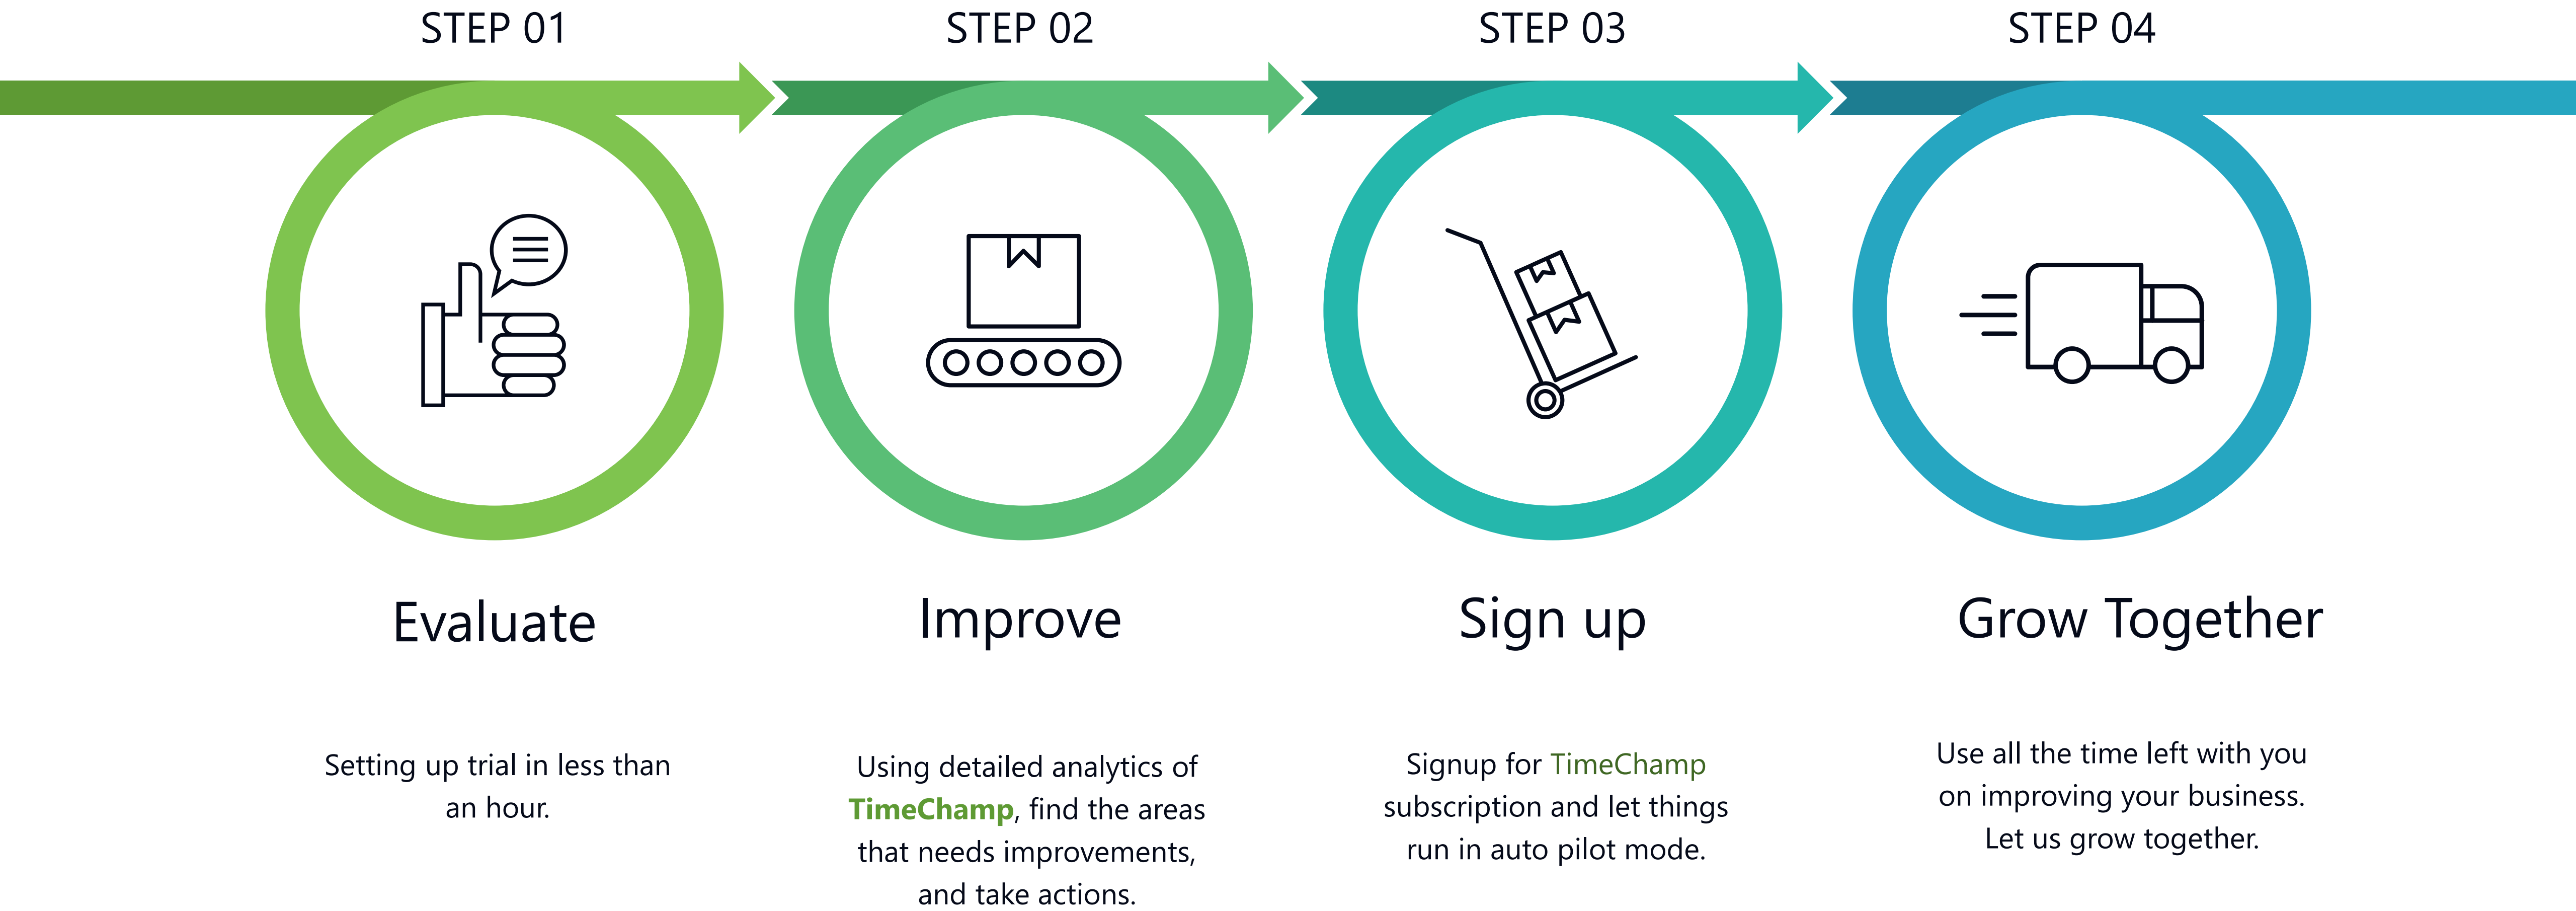 STEP 01
STEP 02
STEP 03
STEP 04
Evaluate
Improve
Sign up
Grow Together
Setting up trial in less than
an hour.
Using detailed analytics of
TimeChamp, find the areas
that needs improvements,
and take actions.
Signup for TimeChamp
subscription and let things
run in auto pilot mode.
Use all the time left with you
on improving your business.
Let us grow together.